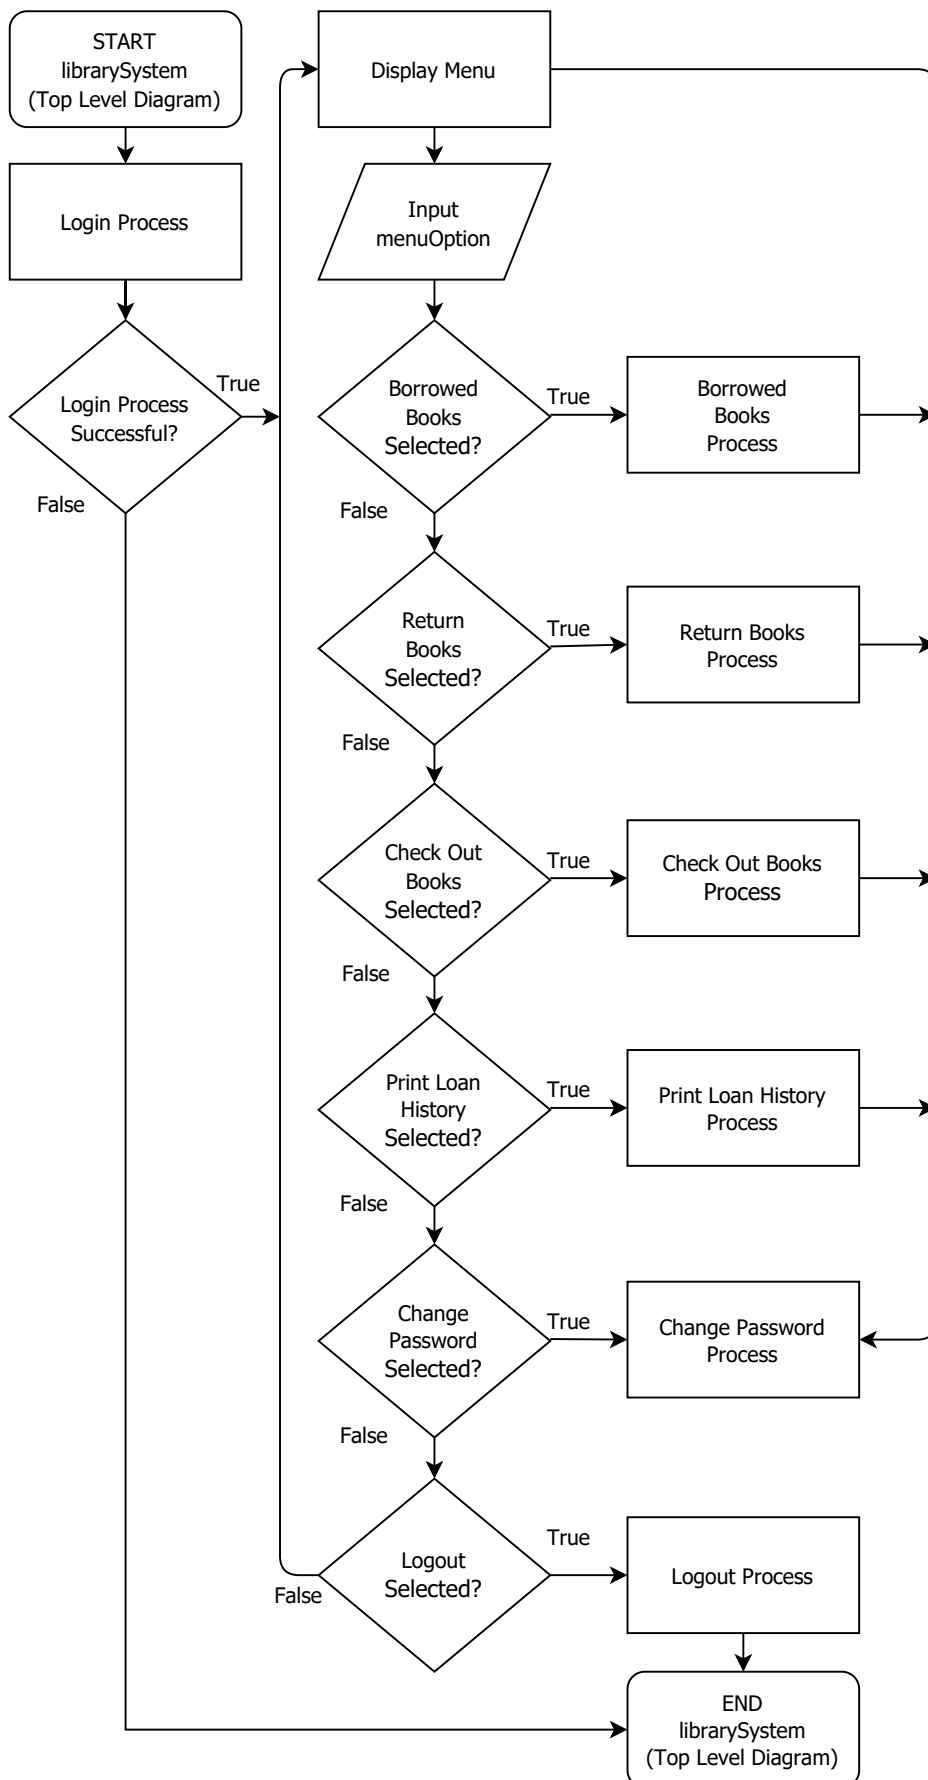 START
librarySystem
(Top Level Diagram)
Login Process
Login Process
Successful?
True
False
Display Menu
Input
menuOption
Borrowed
Books
Selected?
True
False
Borrowed
Books
Process
Return
Books
Selected?
True
False
Return Books
Process
Check Out
Books
Selected?
True
False
Check Out Books
Process
Print Loan
History
Selected?
True
False
Print Loan History
Process
Change
Password
Selected?
True
False
Change Password
Process
Logout
Selected?
True
False
Logout Process
END
librarySystem
(Top Level Diagram)